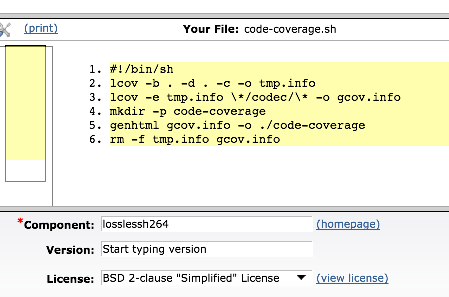 (print) Your File: code-coverage.sh
1. #!/bin/sh
2. lcov -b . -d . -c -o tmp.info
3. lcov -e tmp.info \*/codec/\* -o gcov.info
4. mkdir -p code-coverage
5. genhtml gcov.info -o ./code-coverage
6. rm -f tmp.info gcov.info
*Component: losslessh264 (homepage)
Version: Start typing version
License: BSD 2-clause "Simplified" License (view license)